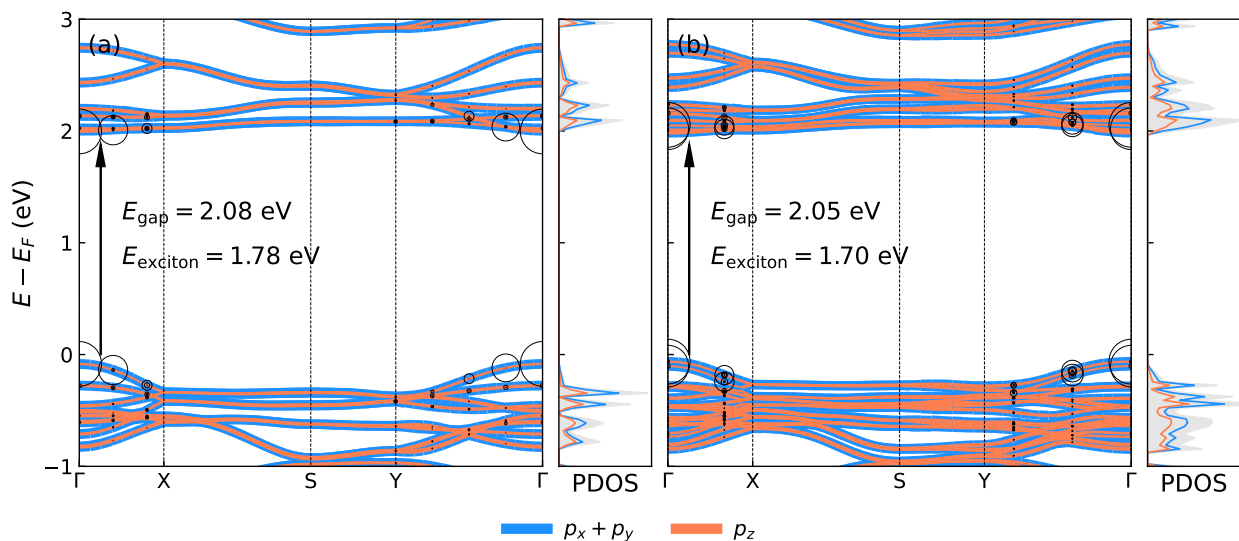 (a)
(b)
E − E_F (eV)
3
2
1
0
−1
E_gap = 2.08 eV
E_exciton = 1.78 eV
E_gap = 2.05 eV
E_exciton = 1.70 eV
Γ X S Y Γ
PDOS
Γ X S Y Γ
PDOS
p_x + p_y
p_z